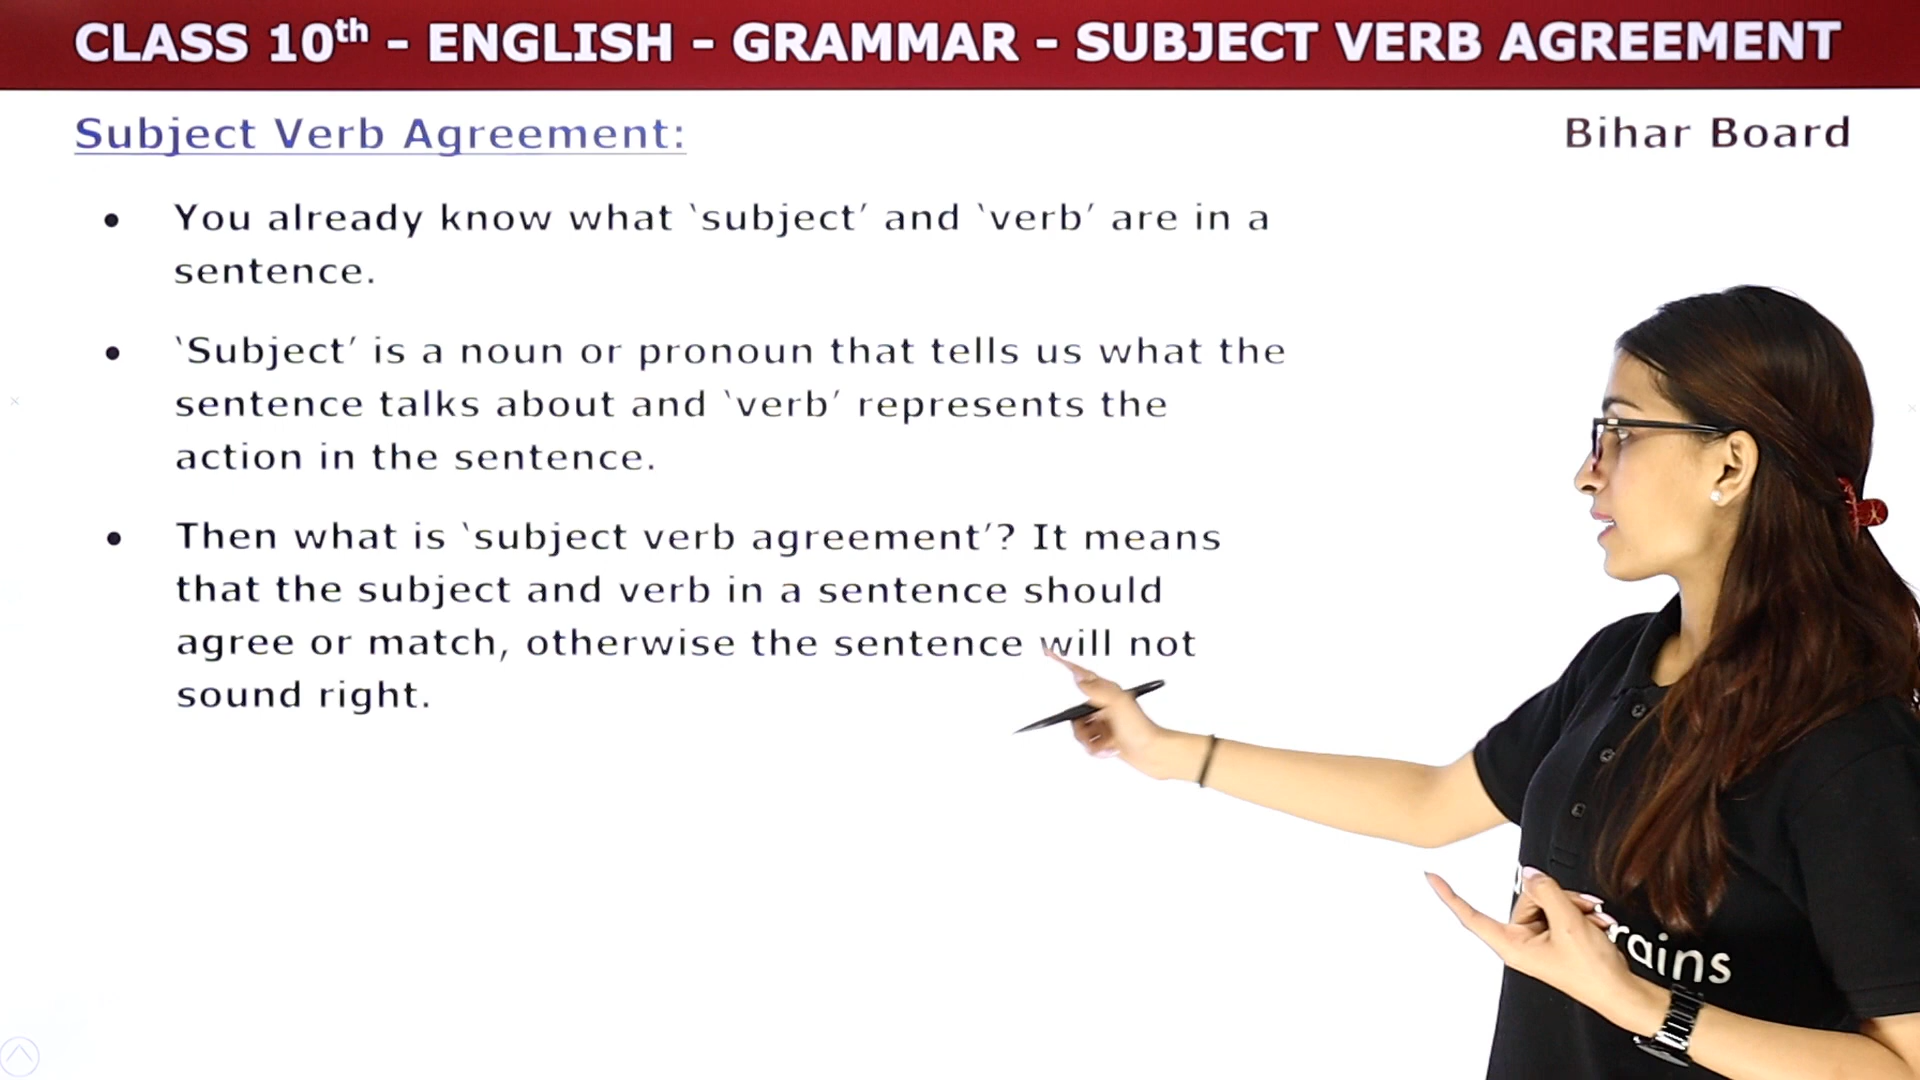 CLASS 10th - ENGLISH - GRAMMAR - SUBJECT VERB AGREEMENT
Subject Verb Agreement:
Bihar Board
• You already know what ‘subject’ and ‘verb’ are in a
sentence.
• ‘Subject’ is a noun or pronoun that tells us what the
sentence talks about and ‘verb’ represents the
action in the sentence.
• Then what is ‘subject verb agreement’? It means
that the subject and verb in a sentence should
agree or match, otherwise the sentence will not
sound right.